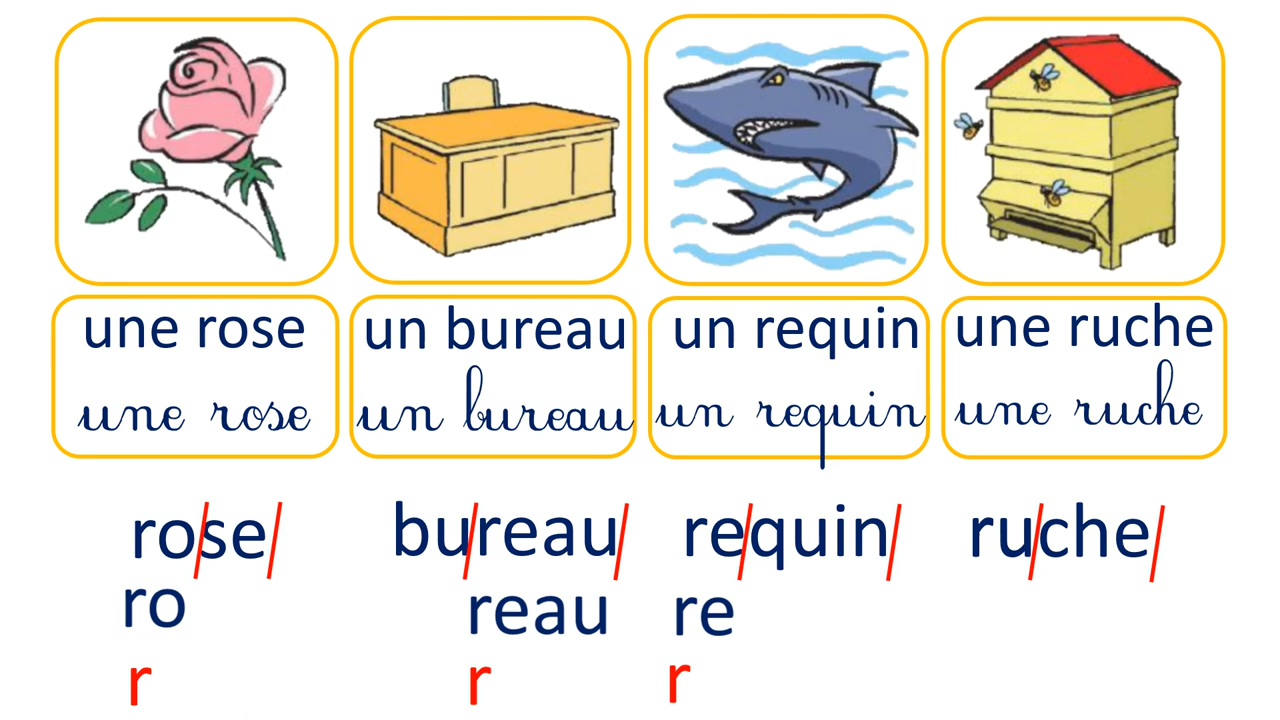 une rose
une rose
un bureau
un bureau
un requin
un requin
une ruche
une ruche
ro/se/
bu/reau/
re/quin/
ru/che/
ro
reau
re
r
r
r